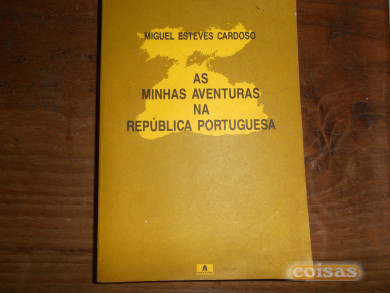 MIGUEL ESTEVES CARDOSO
AS
MINHAS AVENTURAS
NA
REPÚBLICA PORTUGUESA
A
coisas